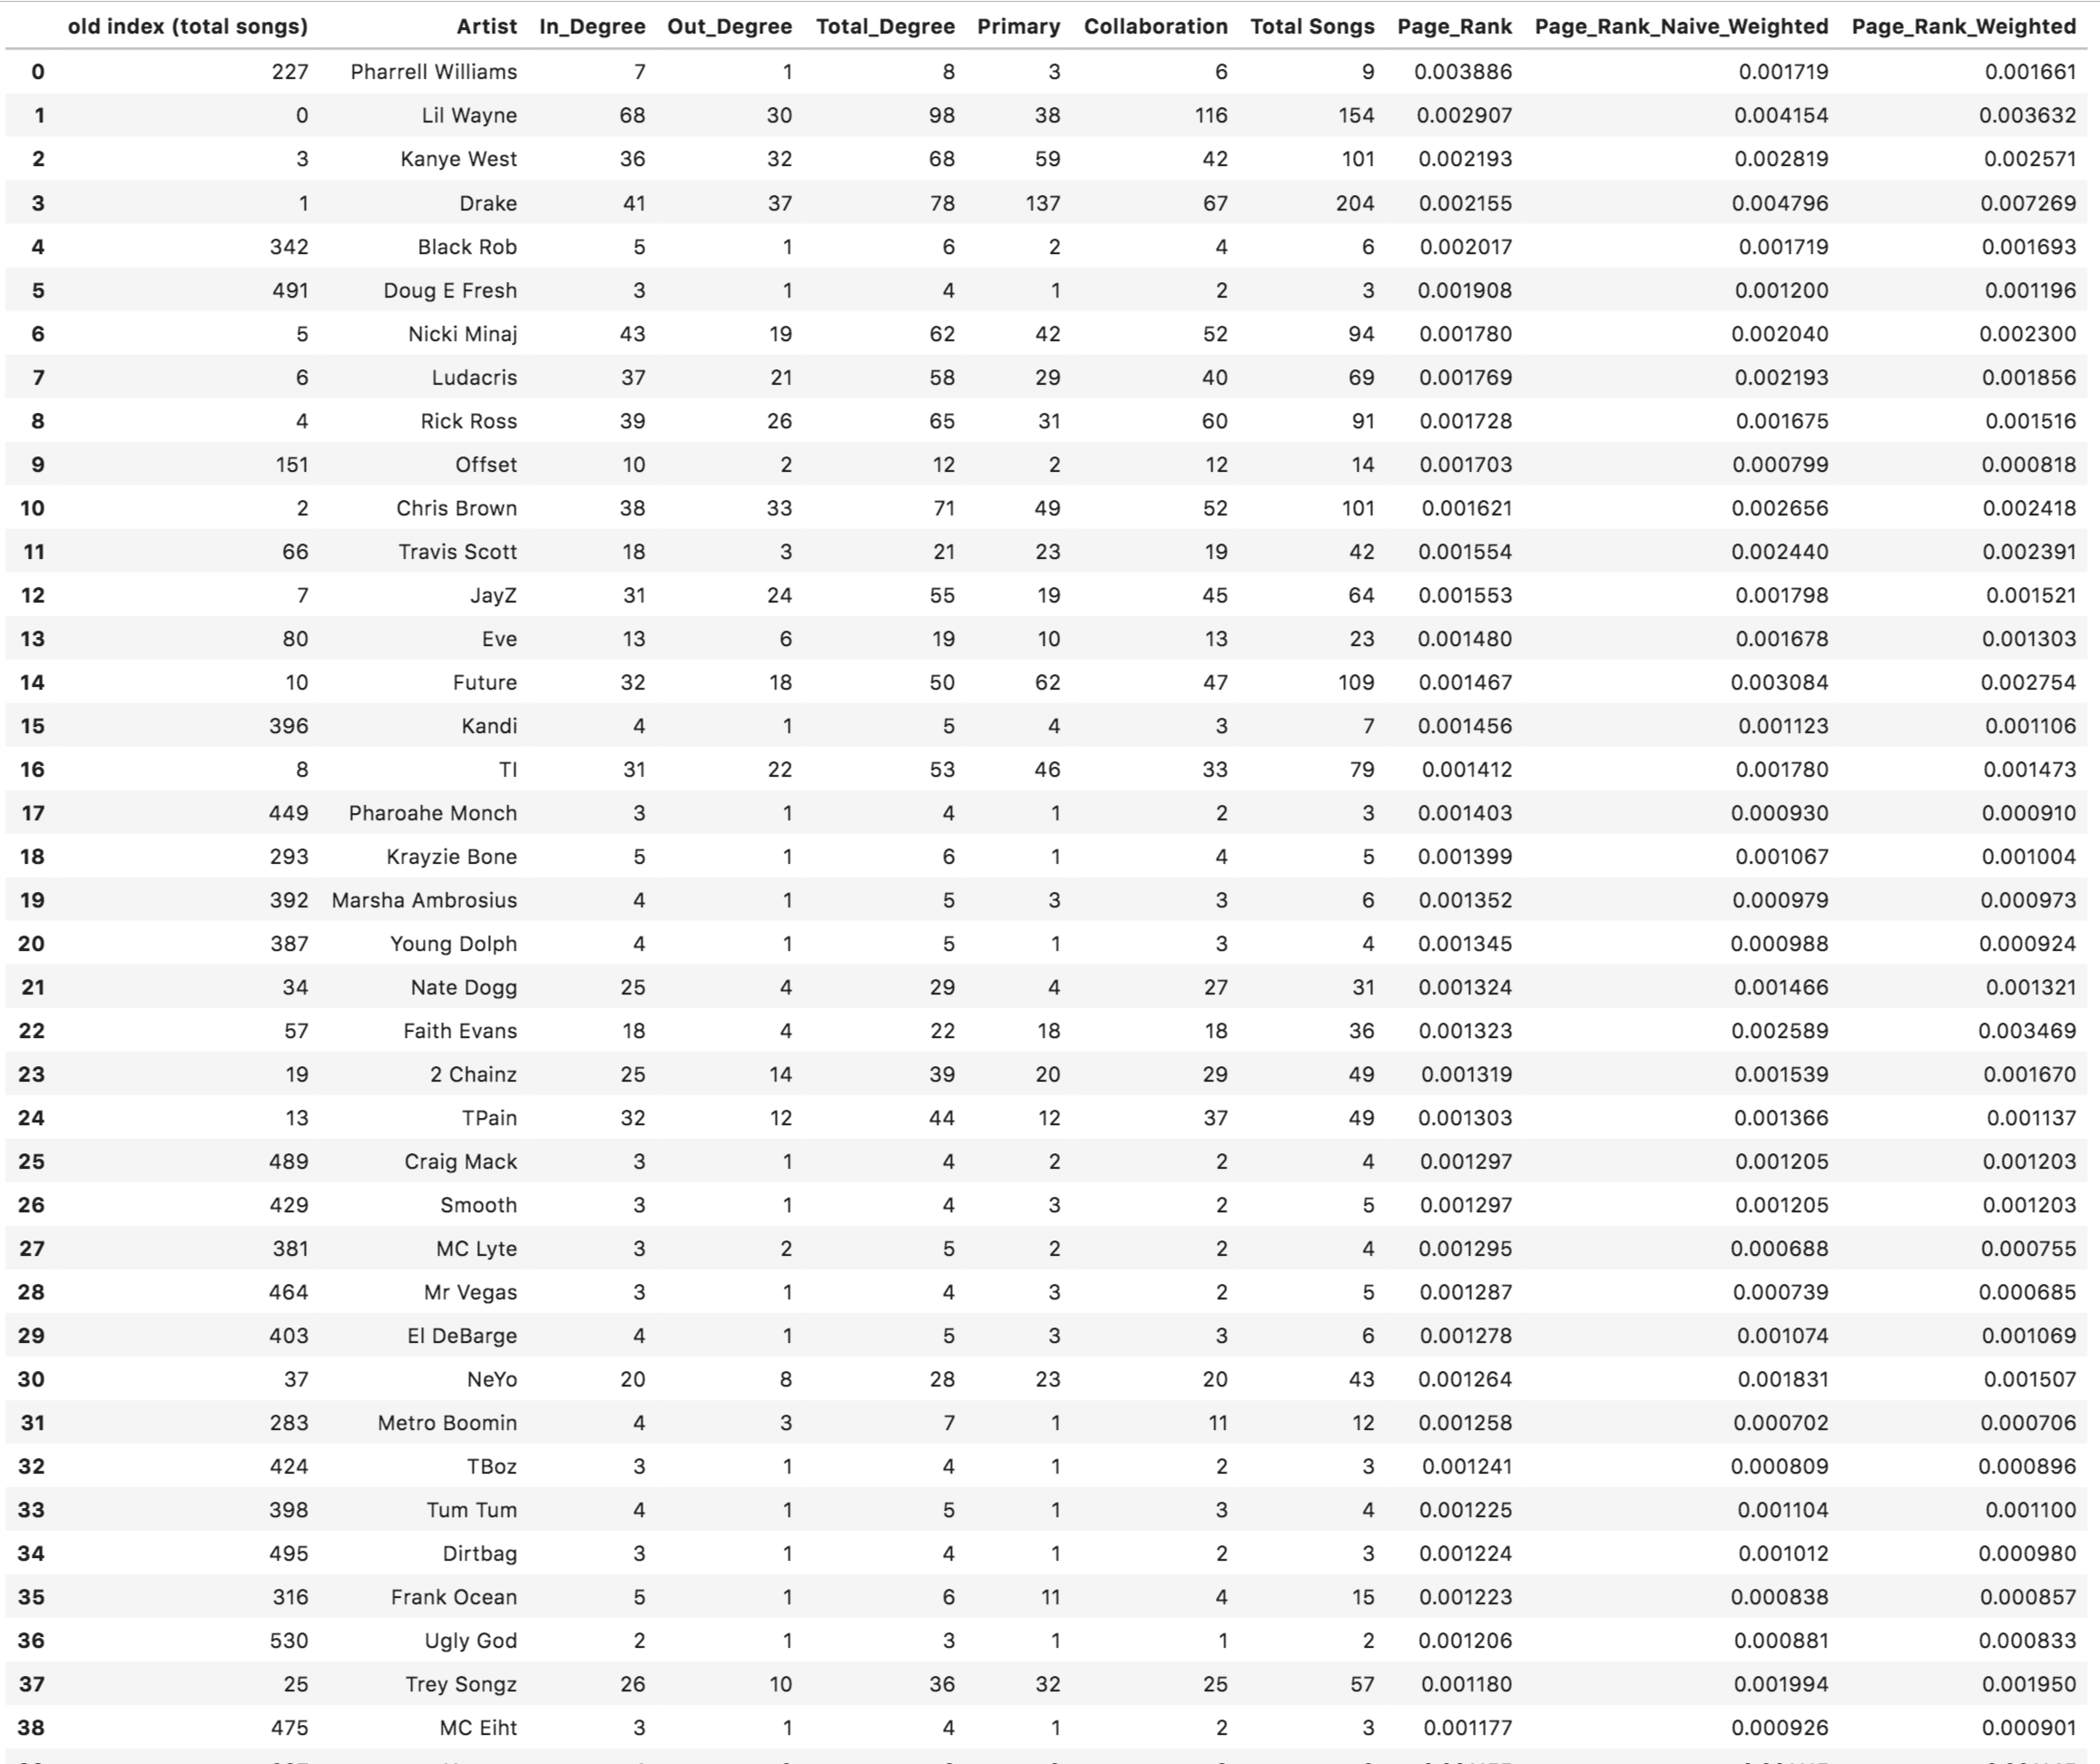 old index (total songs) Artist In_Degree Out_Degree Total_Degree Primary Collaboration Total Songs Page_Rank Page_Rank_Naive_Weighted Page_Rank_Weighted
0 227 Pharrell Williams 7 1 8 3 6 9 0.003886 0.001719 0.001661
1 0 Lil Wayne 68 30 98 38 116 154 0.002907 0.004154 0.003632
2 3 Kanye West 36 32 68 59 42 101 0.002193 0.002819 0.002571
3 1 Drake 41 37 78 137 67 204 0.002155 0.004796 0.007269
4 342 Black Rob 5 1 6 2 4 6 0.002017 0.001719 0.001693
5 491 Doug E Fresh 3 1 4 1 2 3 0.001908 0.001200 0.001196
6 5 Nicki Minaj 43 19 62 42 52 94 0.001780 0.002040 0.002300
7 6 Ludacris 37 21 58 29 40 69 0.001769 0.002193 0.001856
8 4 Rick Ross 39 26 65 31 60 91 0.001728 0.001675 0.001516
9 151 Offset 10 2 12 2 12 14 0.001703 0.000799 0.000818
10 2 Chris Brown 38 33 71 49 52 101 0.001621 0.002656 0.002418
11 66 Travis Scott 18 3 21 23 19 42 0.001554 0.002440 0.002391
12 7 JayZ 31 24 55 19 45 64 0.001553 0.001798 0.001521
13 80 Eve 13 6 19 10 13 23 0.001480 0.001678 0.001303
14 10 Future 32 18 50 62 47 109 0.001467 0.003084 0.002754
15 396 Kandi 4 1 5 4 3 7 0.001456 0.001123 0.001106
16 8 TI 31 22 53 46 33 79 0.001412 0.001780 0.001473
17 449 Pharoahe Monch 3 1 4 1 2 3 0.001403 0.000930 0.000910
18 293 Krayzie Bone 5 1 6 1 4 5 0.001399 0.001067 0.001004
19 392 Marsha Ambrosius 4 1 5 3 3 6 0.001352 0.000979 0.000973
20 387 Young Dolph 4 1 5 1 3 4 0.001345 0.000988 0.000924
21 34 Nate Dogg 25 4 29 4 27 31 0.001324 0.001466 0.001321
22 57 Faith Evans 18 4 22 18 18 36 0.001323 0.002589 0.003469
23 19 2 Chainz 25 14 39 20 29 49 0.001319 0.001539 0.001670
24 13 TPain 32 12 44 12 37 49 0.001303 0.001366 0.001137
25 489 Craig Mack 3 1 4 2 2 4 0.001297 0.001205 0.001203
26 429 Smooth 3 1 4 3 2 5 0.001297 0.001205 0.001203
27 381 MC Lyte 3 2 5 2 2 4 0.001295 0.000688 0.000755
28 464 Mr Vegas 3 1 4 3 2 5 0.001287 0.000739 0.000685
29 403 El DeBarge 4 1 5 3 3 6 0.001278 0.001074 0.001069
30 37 NeYo 20 8 28 23 20 43 0.001264 0.001831 0.001507
31 283 Metro Boomin 4 3 7 1 11 12 0.001258 0.000702 0.000706
32 424 TBoz 3 1 4 1 2 3 0.001241 0.000809 0.000896
33 398 Tum Tum 4 1 5 1 3 4 0.001225 0.001104 0.001100
34 495 Dirtbag 3 1 4 1 2 3 0.001224 0.001012 0.000980
35 316 Frank Ocean 5 1 6 11 4 15 0.001223 0.000838 0.000857
36 530 Ugly God 2 1 3 1 1 2 0.001206 0.000881 0.000833
37 25 Trey Songz 26 10 36 32 25 57 0.001180 0.001994 0.001950
38 475 MC Eiht 3 1 4 1 2 3 0.001177 0.000926 0.000901